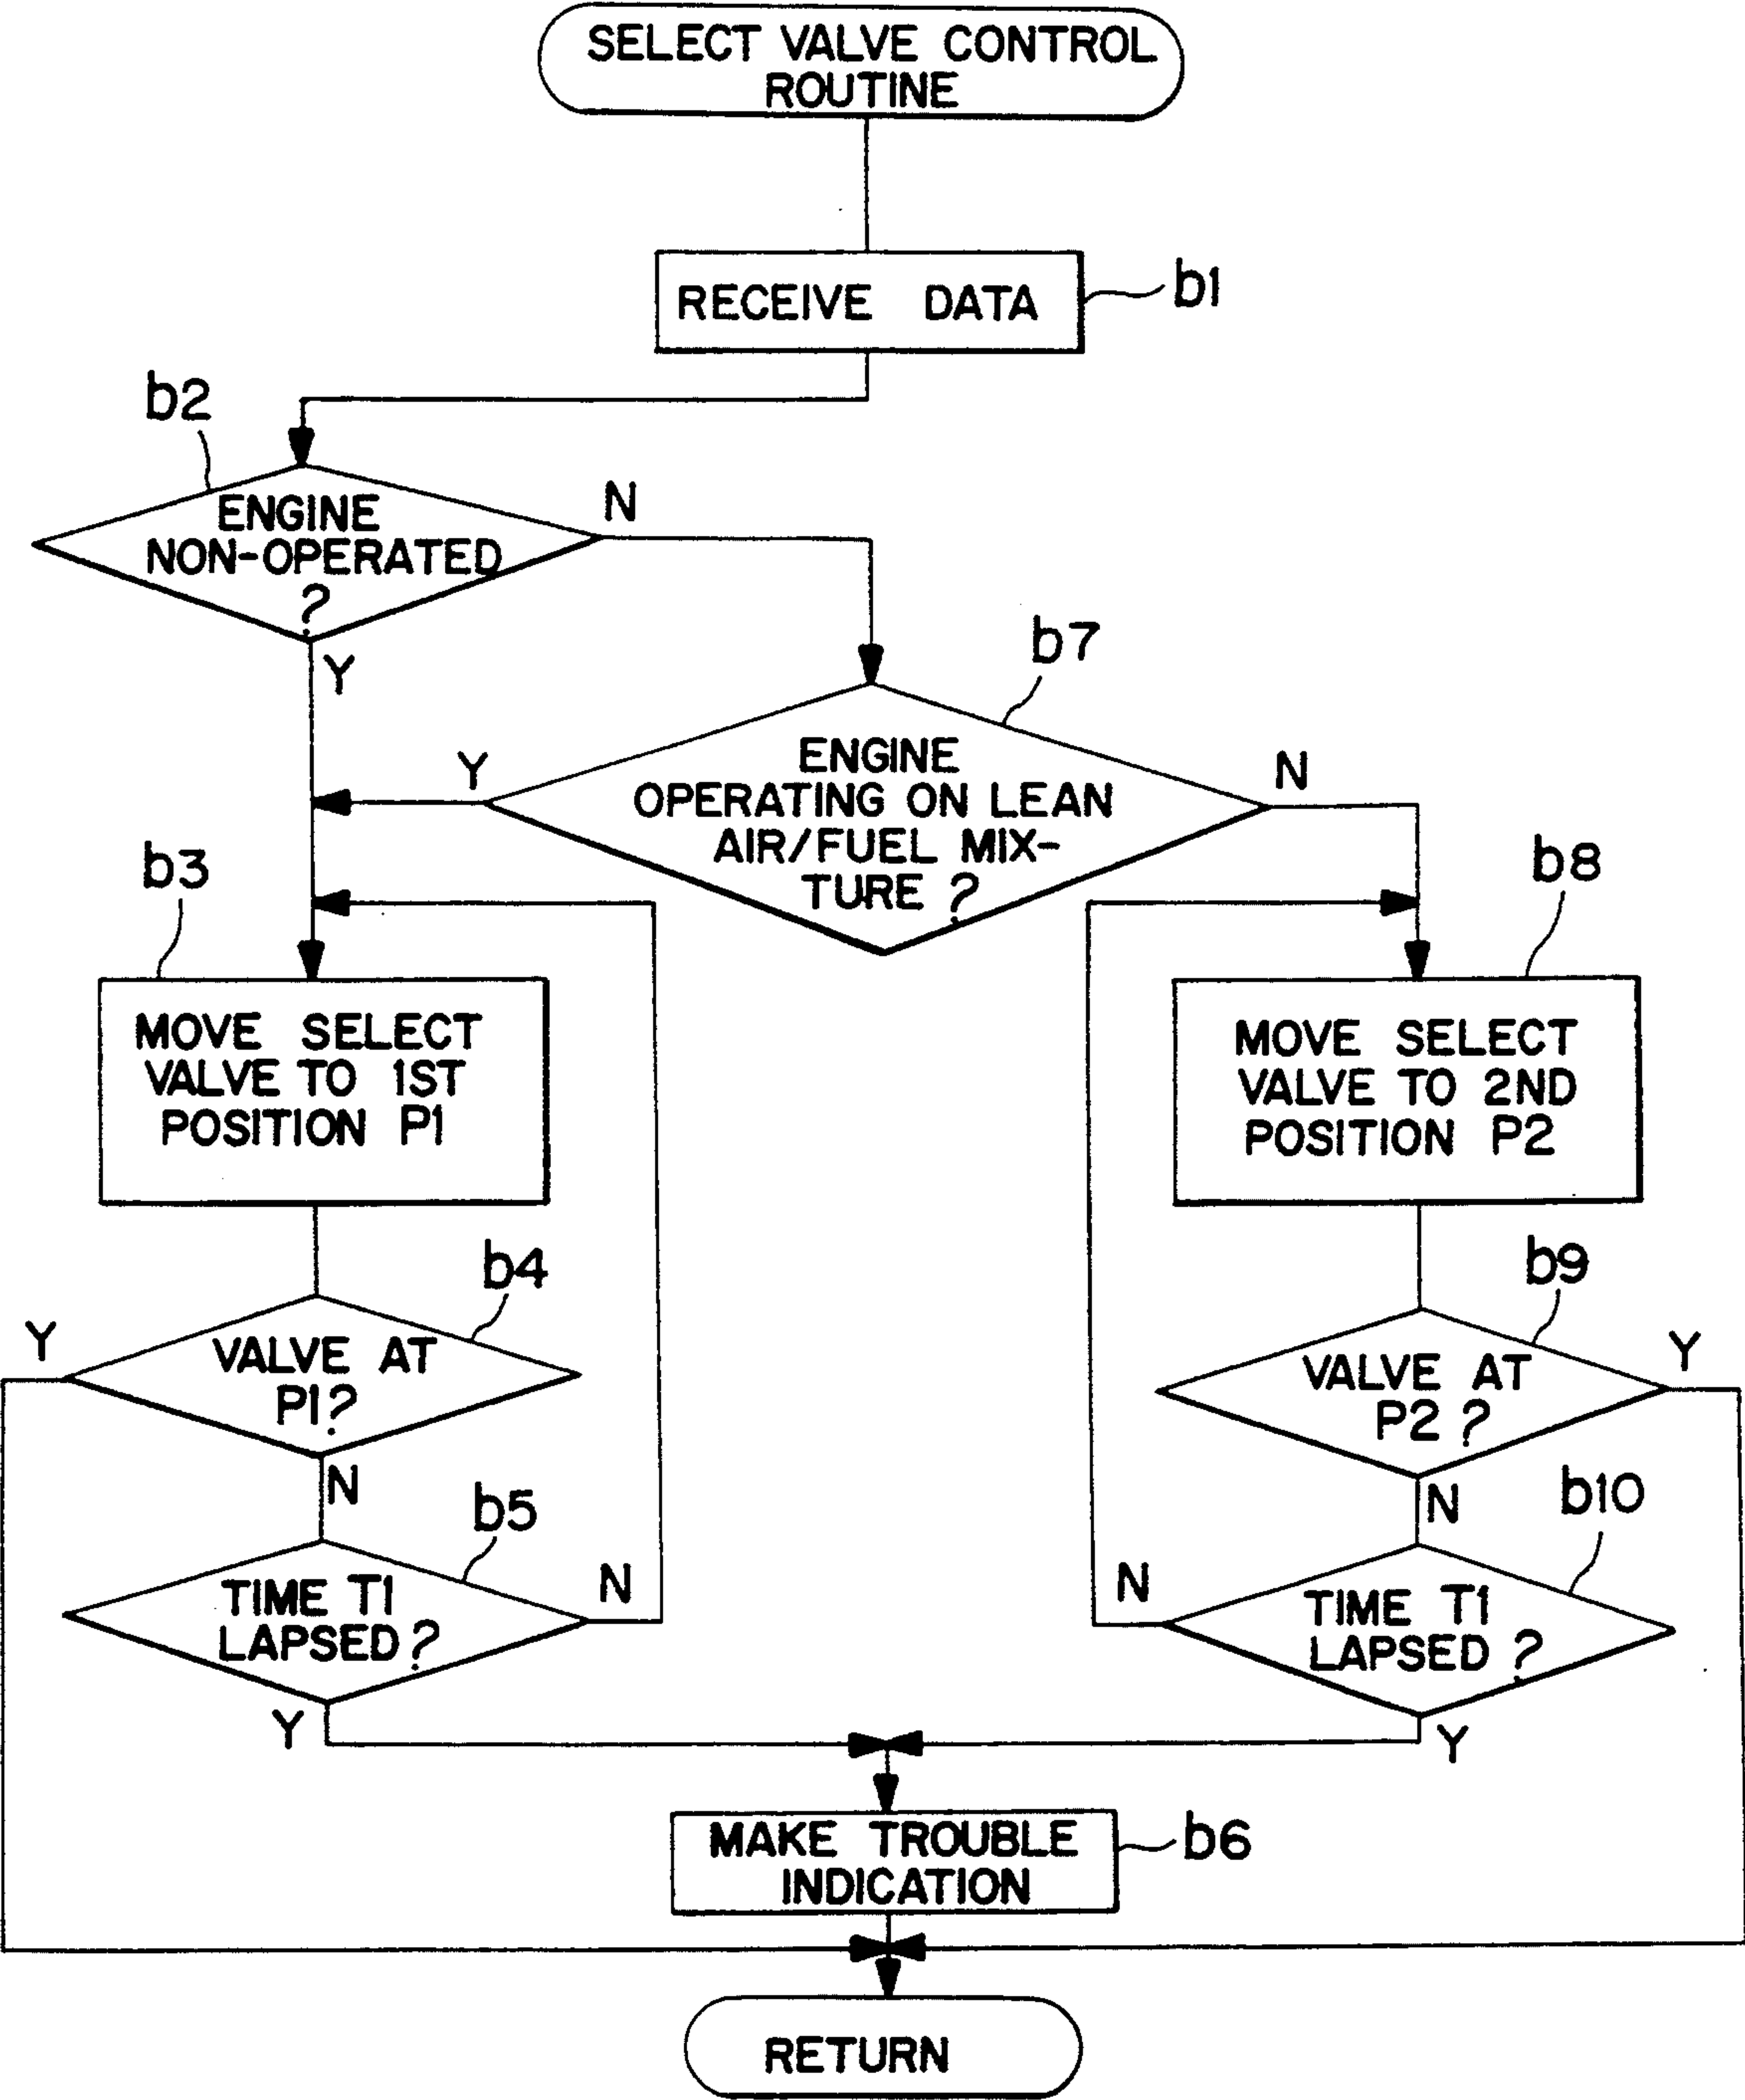 SELECT VALVE CONTROL
ROUTINE
RECEIVE DATA
b1
b2
ENGINE
NON-OPERATED
?
N
Y
b7
ENGINE
OPERATING ON LEAN
AIR/FUEL MIX-
TURE ?
Y
N
b3
MOVE SELECT
VALVE TO 1ST
POSITION P1
b8
MOVE SELECT
VALVE TO 2ND
POSITION P2
b4
VALVE AT
P1?
Y
N
b9
VALVE AT
P2 ?
Y
N
b5
TIME T1
LAPSED?
N
Y
b10
TIME T1
LAPSED ?
N
Y
MAKE TROUBLE
INDICATION
b6
RETURN